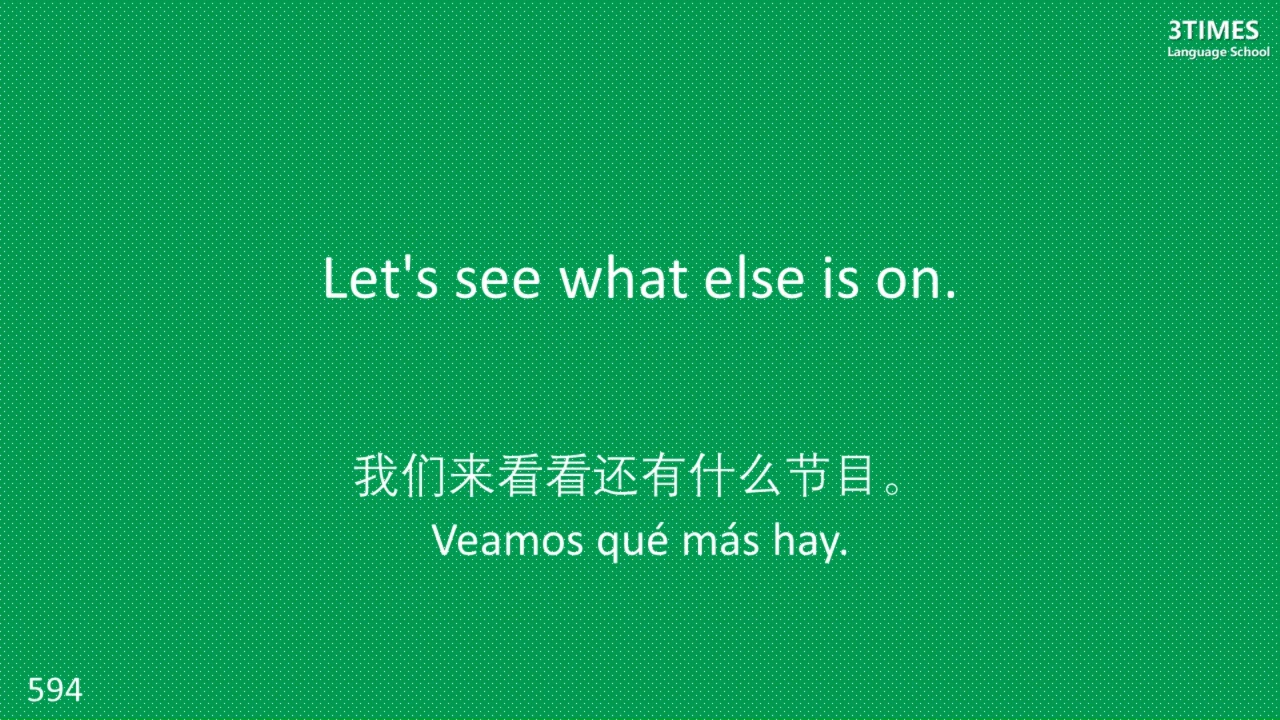 3TIMES
Language School
Let's see what else is on.
我们来看看还有什么节目。
Veamos qué más hay.
594